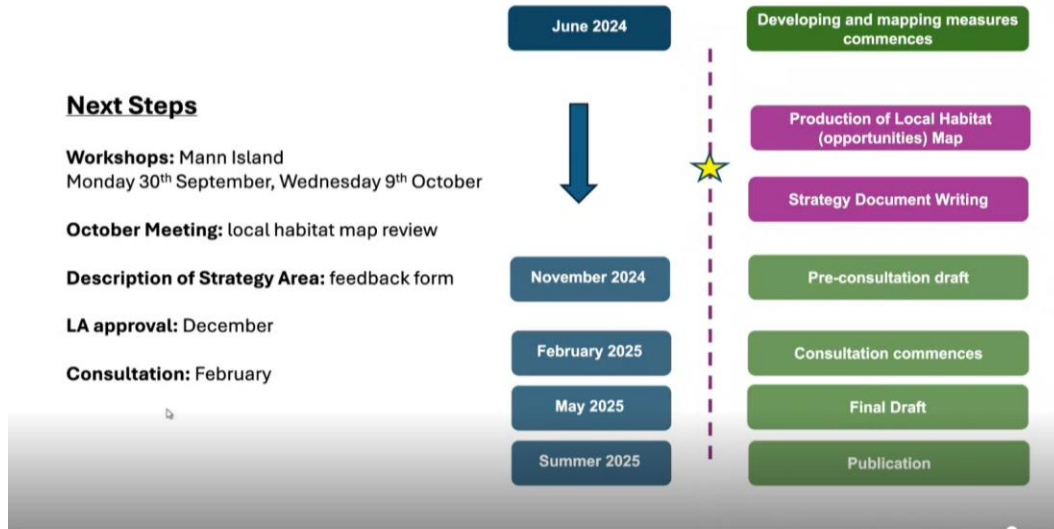 Next Steps
Workshops: Mann Island
Monday 30th September, Wednesday 9th October
October Meeting: local habitat map review
Description of Strategy Area: feedback form
LA approval: December
Consultation: February
June 2024
Developing and mapping measures
commences
Production of Local Habitat
(opportunities) Map
Strategy Document Writing
November 2024
Pre-consultation draft
February 2025
Consultation commences
May 2025
Final Draft
Summer 2025
Publication